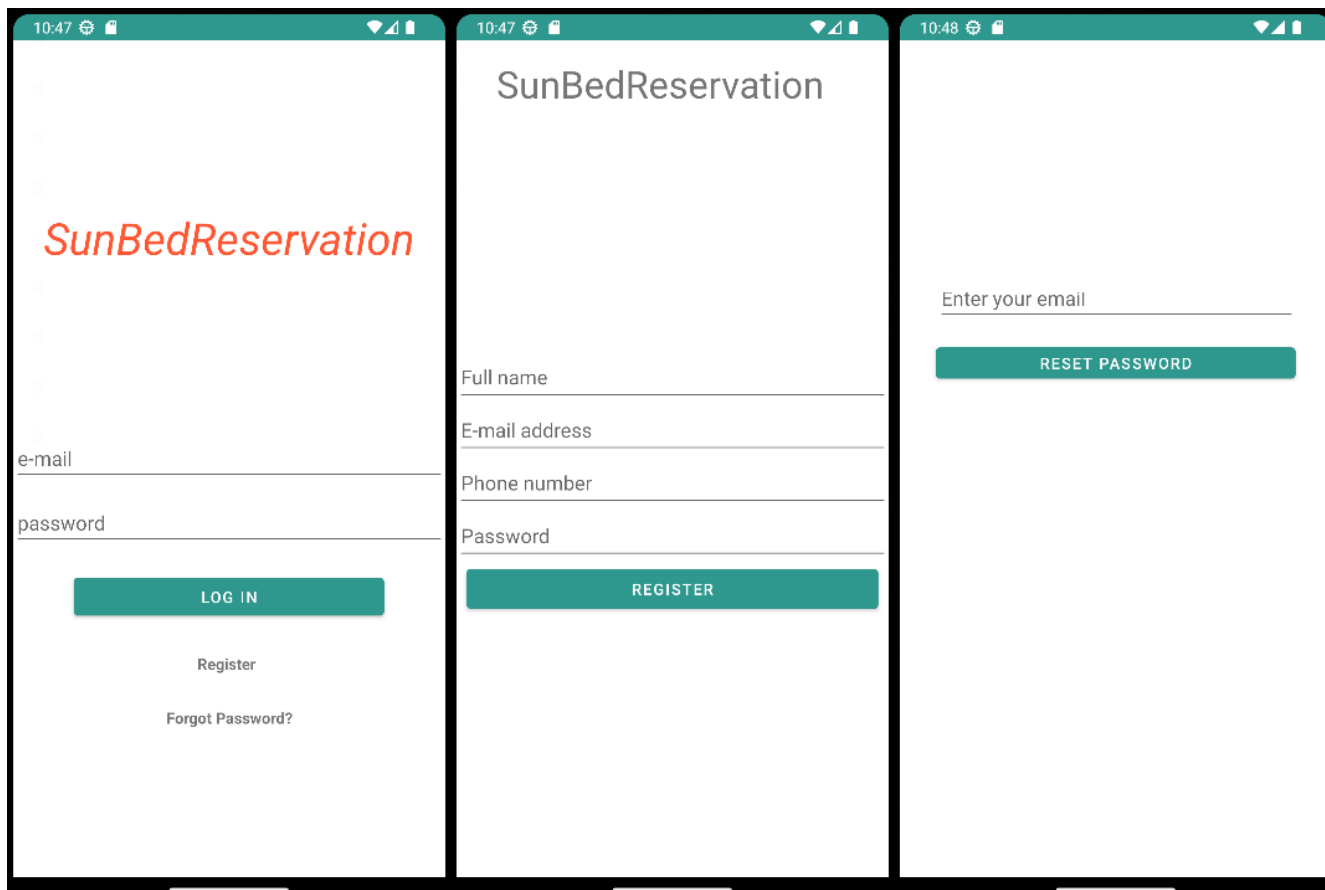 10:47
SunBedReservation
e-mail
password
LOG IN
Register
Forgot Password?
10:47
SunBedReservation
Full name
E-mail address
Phone number
Password
REGISTER
10:48
Enter your email
RESET PASSWORD